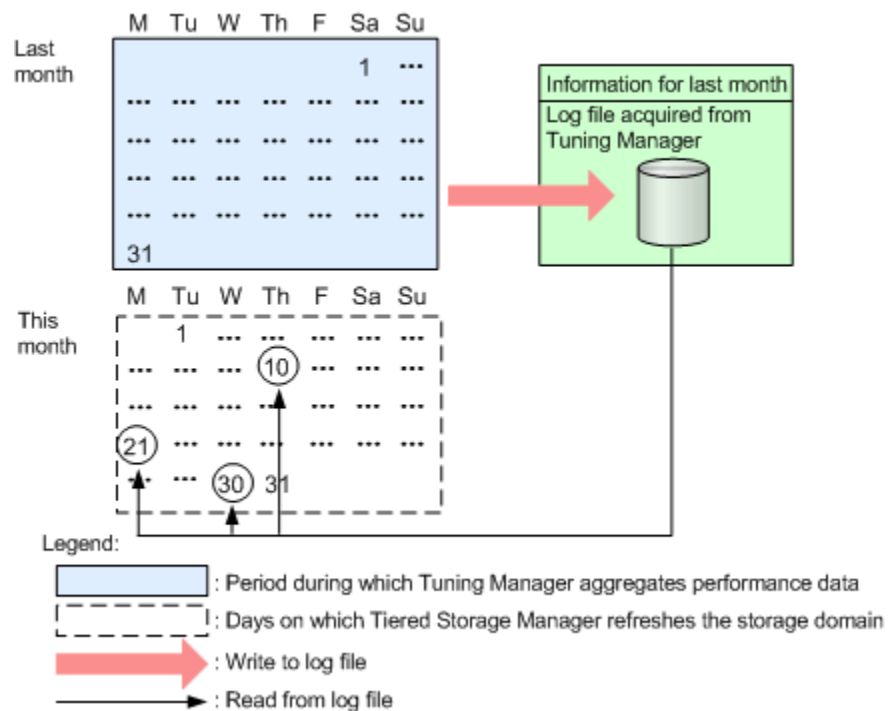 M Tu W Th F Sa Su
Last
month
1 ...
... ... ... ... ... ... ...
... ... ... ... ... ... ...
... ... ... ... ... ... ...
... ... ... ... ... ... ...
31
Information for last month
Log file acquired from
Tuning Manager
M Tu W Th F Sa Su
This
month
1 ... ... ... ... ...
... ... ... 10 ... ... ...
... ... ... ... ... ... ...
21 ... ... ... ... ... ...
... ... 30 31
Legend:
: Period during which Tuning Manager aggregates performance data
: Days on which Tiered Storage Manager refreshes the storage domain
: Write to log file
: Read from log file